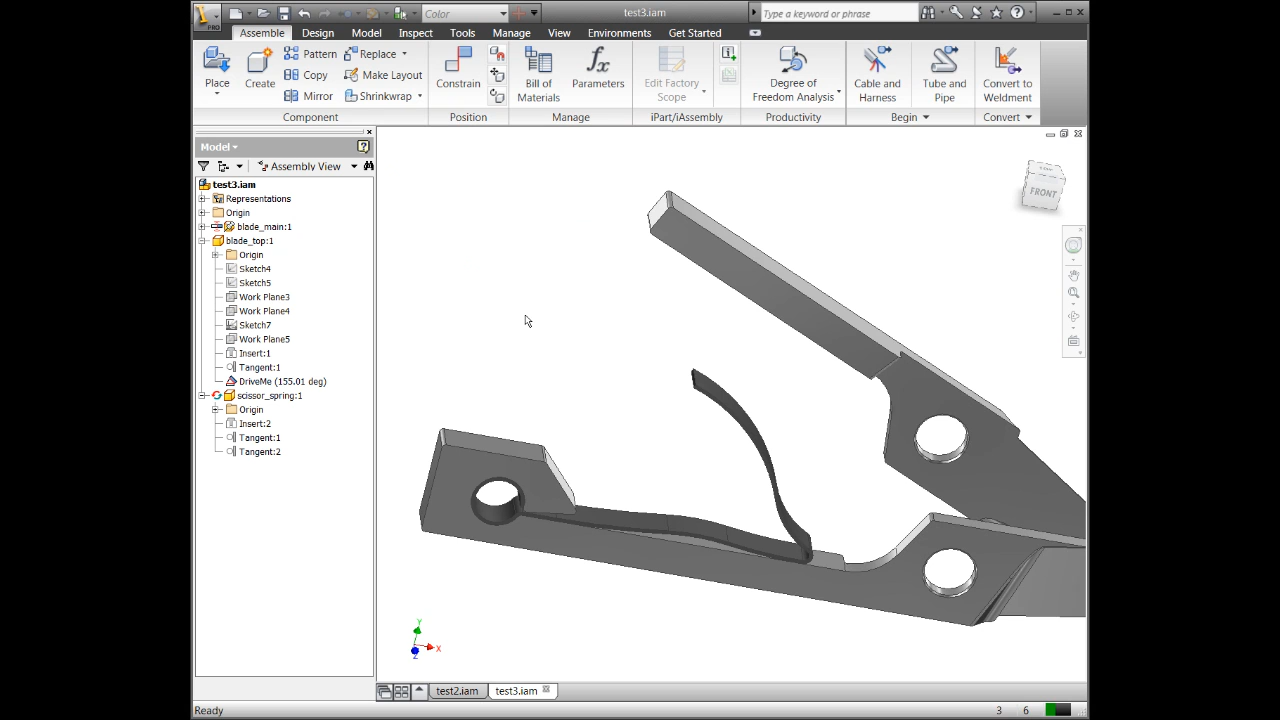 PRO
Color
test3.iam
Type a keyword or phrase
Assemble Design Model Inspect Tools Manage View Environments Get Started
Place
Create
Pattern
Copy
Mirror
Replace
Make Layout
Shrinkwrap
Constrain
Bill of
Materials
Parameters
Edit Factory
Scope
Degree of
Freedom Analysis
Cable and
Harness
Tube and
Pipe
Convert to
Weldment
Component Position Manage iPart/iAssembly Productivity Begin Convert
Model
Assembly View
test3.iam
Representations
Origin
blade_main:1
blade_top:1
Origin
Sketch4
Sketch5
Work Plane3
Work Plane4
Sketch7
Work Plane5
Insert:1
Tangent:1
DriveMe (155.01 deg)
scissor_spring:1
Origin
Insert:2
Tangent:1
Tangent:2
FRONT
Y
X
Z
test2.iam test3.iam
Ready 3 6